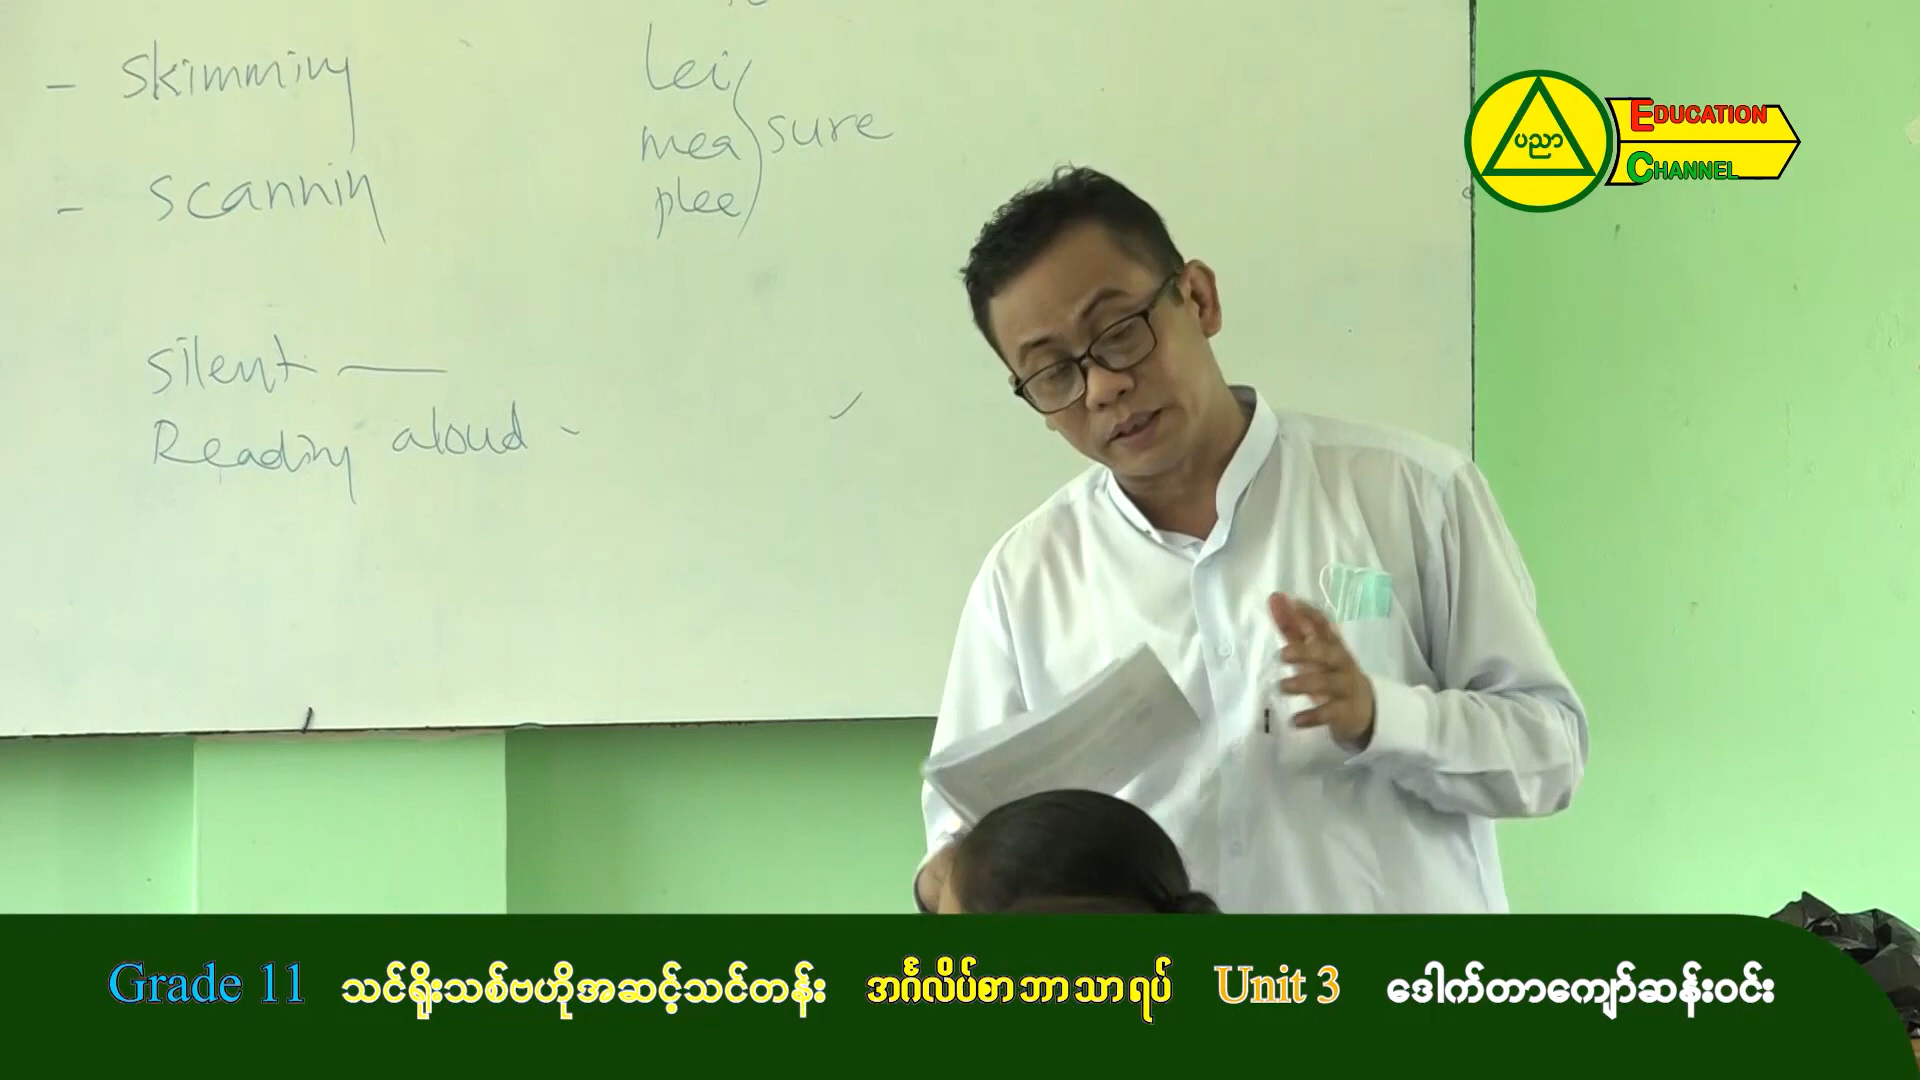 - skimming
- scannin
silent —
Reading aloud -
lei
mea
plee
sure
ပညာ
EDUCATION
CHANNEL
Grade 11 သင်ရိုးသစ်ဗဟိုအဆင့်သင်တန်း အင်္ဂလိပ်စာဘာသာရပ် Unit 3 ဒေါက်တာကျော်ဆန်းဝင်း